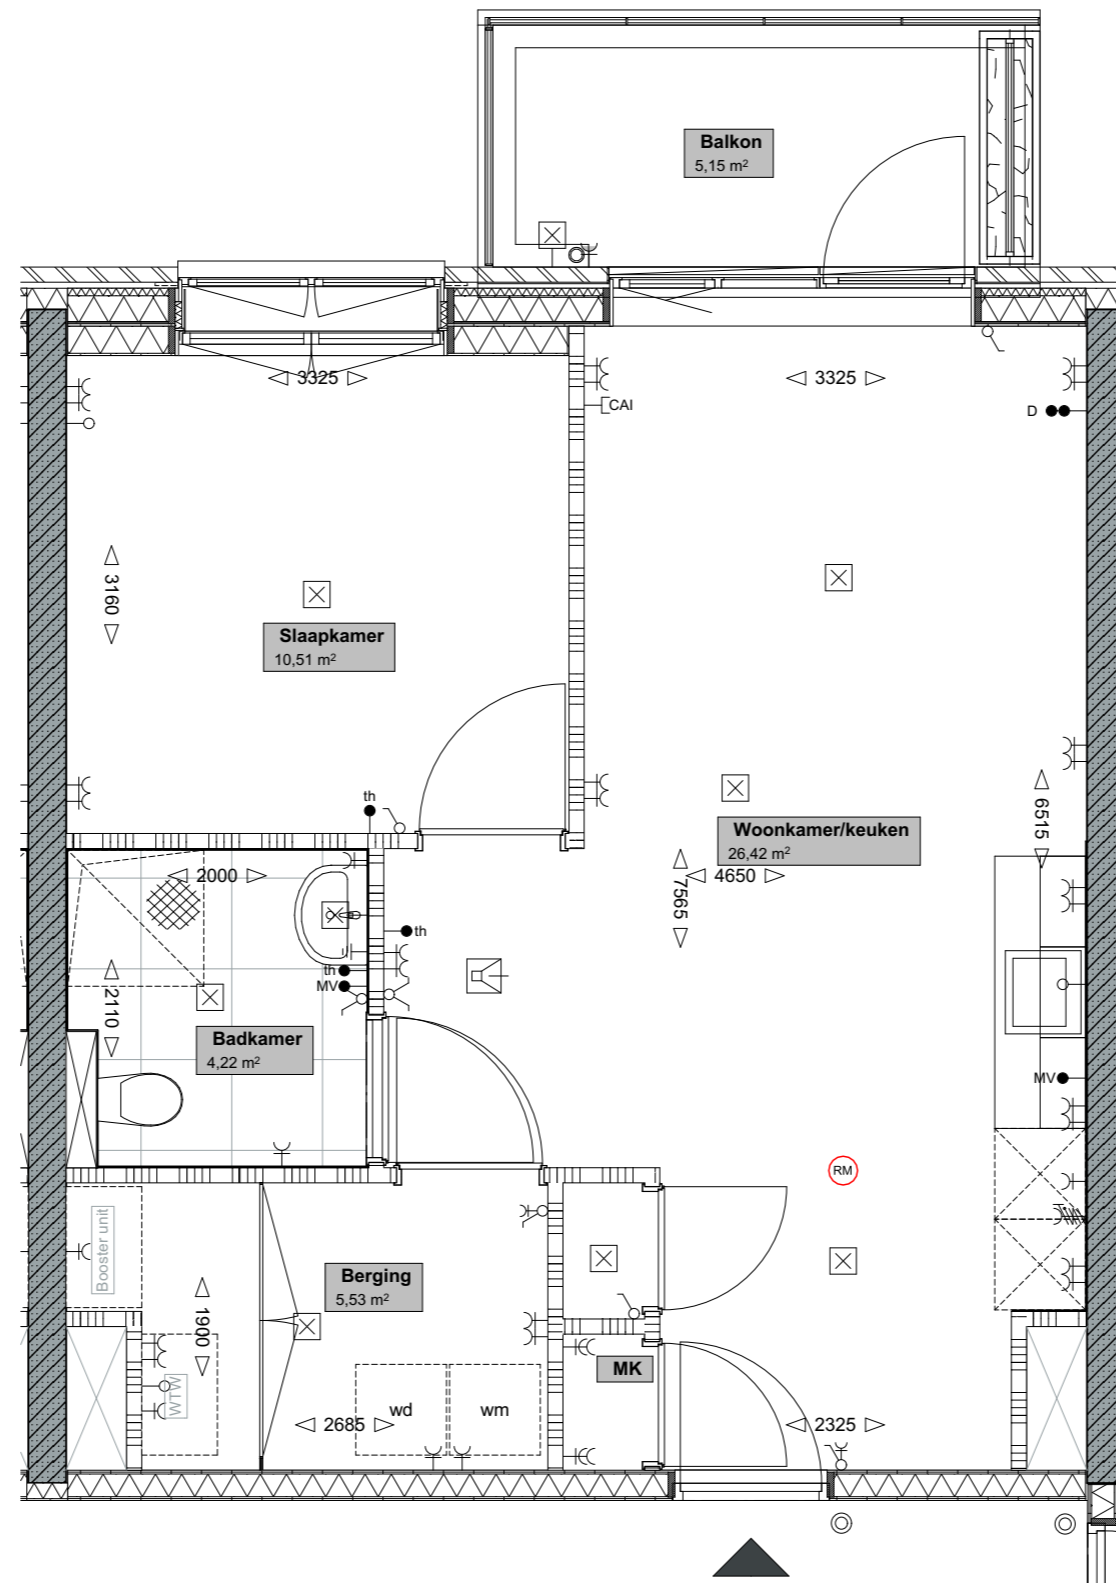 Balkon
5,15 m²
3325
3325
CAI
D
3160
Slaapkamer
10,51 m²
th
6515
Woonkamer/keuken
26,42 m²
2000
7565
4650
th
th
MV
2110
Badkamer
4,22 m²
MV
RM
Booster unit
Berging
5,53 m²
1900
MK
WTW
wd
wm
2685
2325